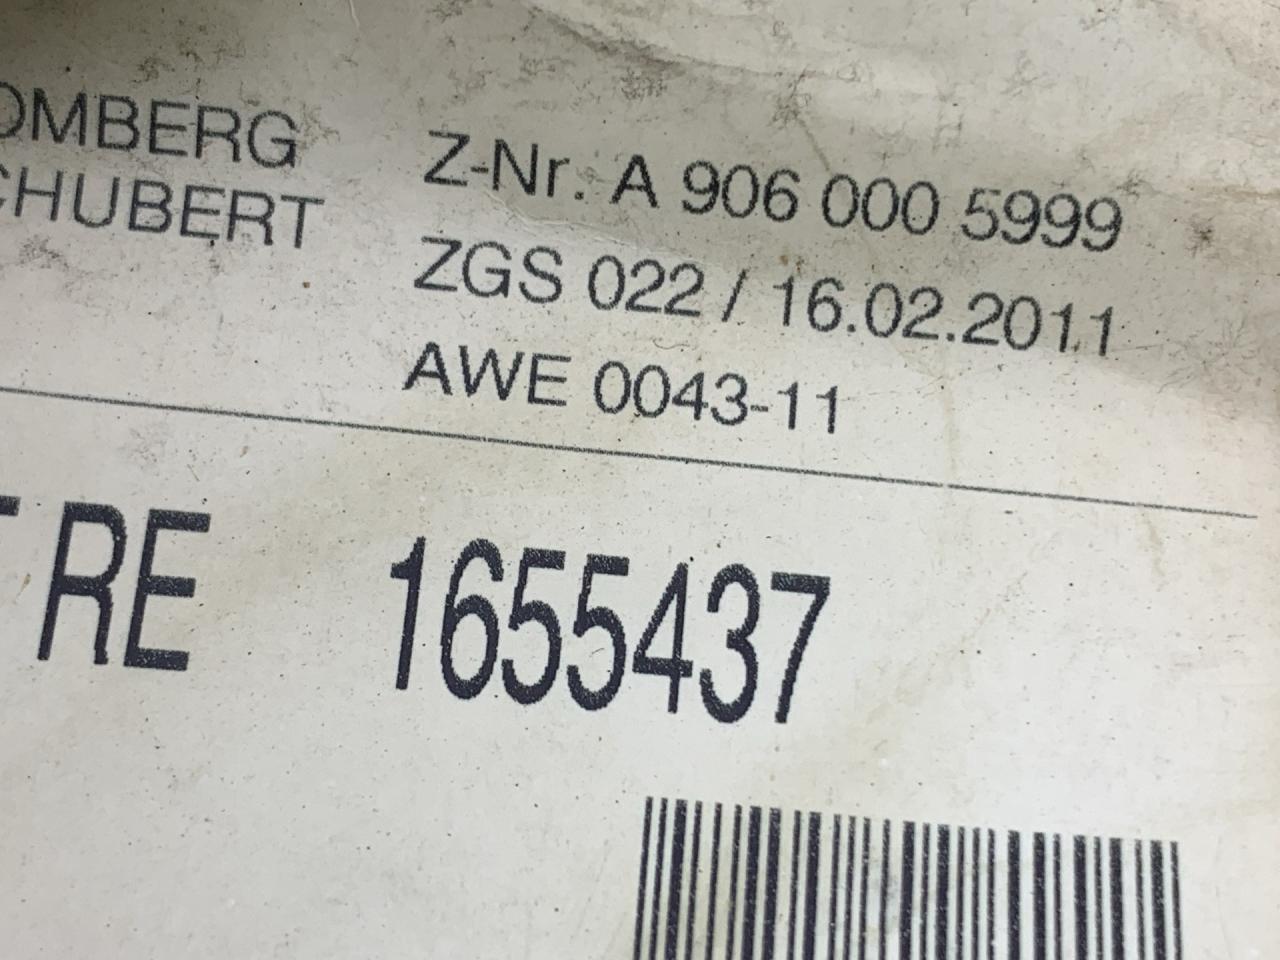 OMBERG
CHUBERT
Z-Nr. A 906 000 5999
ZGS 022 / 16.02.2011
AWE 0043-11
RE 1655437